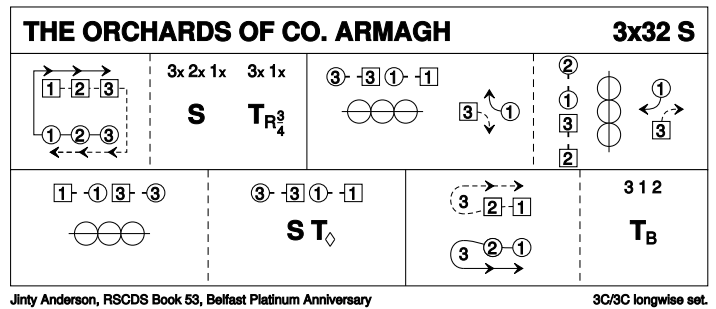 THE ORCHARDS OF CO. ARMAGH 3x32 S
1 2 3
1 2 3
3x 2x 1x 3x 1x
S T R 3/4
3 3 1 1
3 1
2
1
3
2
1
3
1 1 3 3
3 3 1 1
S T◊
3 2 1
3 2 1
3 1 2
T B
Jinty Anderson, RSCDS Book 53, Belfast Platinum Anniversary 3C/3C longwise set.